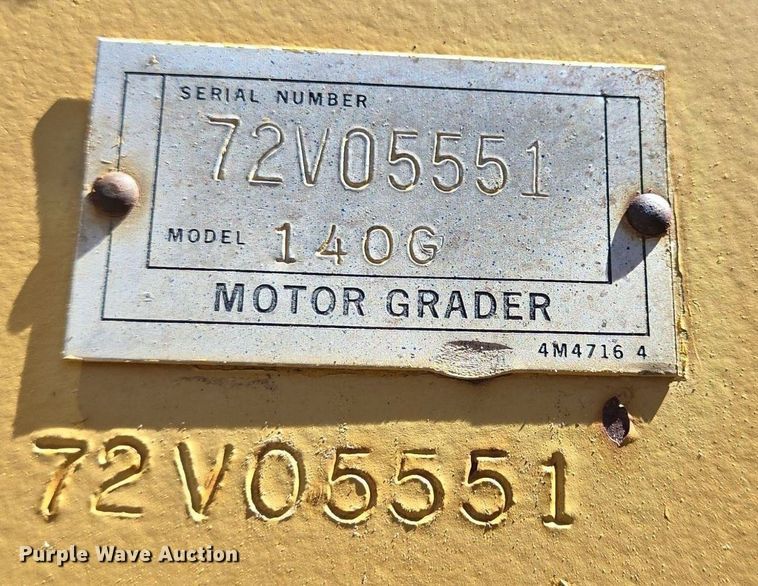 SERIAL NUMBER
72V05551
MODEL 140G
MOTOR GRADER
4M4716 4
72V05551
Purple Wave Auction